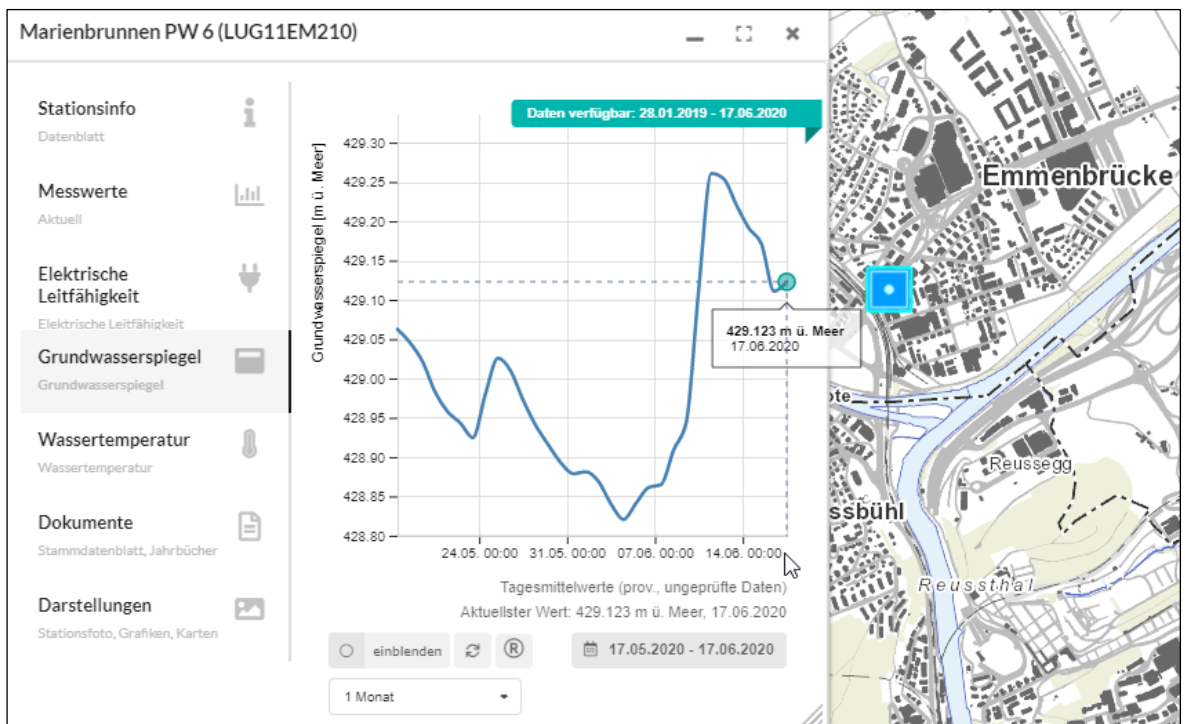 Marienbrunnen PW 6 (LUG11EM210)
Stationsinfo
Datenblatt
Messwerte
Aktuell
Elektrische
Leitfähigkeit
Elektrische Leitfähigkeit
Grundwasserspiegel
Grundwasserspiegel
Wassertemperatur
Wassertemperatur
Dokumente
Stammdatenblatt, Jahrbücher
Darstellungen
Stationsfoto, Grafiken, Karten
Daten verfügbar: 28.01.2019 - 17.06.2020
Grundwasserspiegel [m ü. Meer]
429.30
429.25
429.20
429.15
429.10
429.05
429.00
428.95
428.90
428.85
428.80
429.123 m ü. Meer
17.06.2020
24.05. 00:00
31.05. 00:00
07.06. 00:00
14.06. 00:00
Tagesmittelwerte (prov., ungeprüfte Daten)
Aktuellster Wert: 429.123 m ü. Meer, 17.06.2020
einblenden
®
17.05.2020 - 17.06.2020
1 Monat
Emmenbrücke
ote
Reussegg
ssbühl
Reussthal